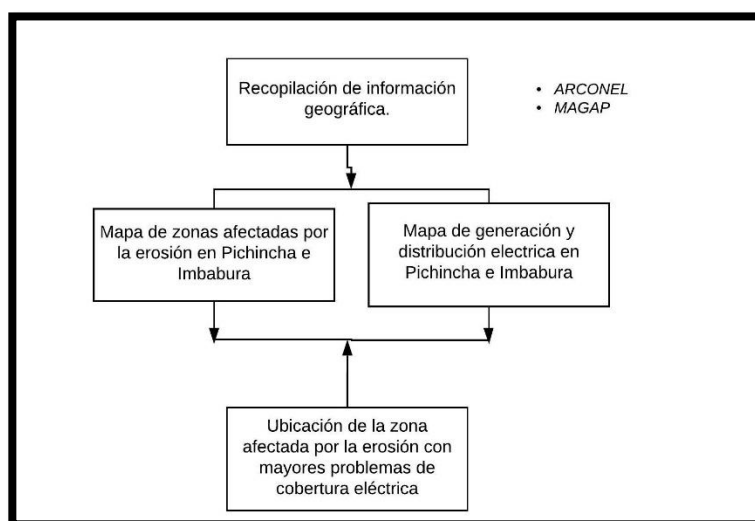 Recopilación de información
geográfica.
• ARCONEL
• MAGAP
Mapa de zonas afectadas por
la erosión en Pichincha e
Imbabura
Mapa de generación y
distribución electrica en
Pichincha e Imbabura
Ubicación de la zona
afectada por la erosión con
mayores problemas de
cobertura eléctrica